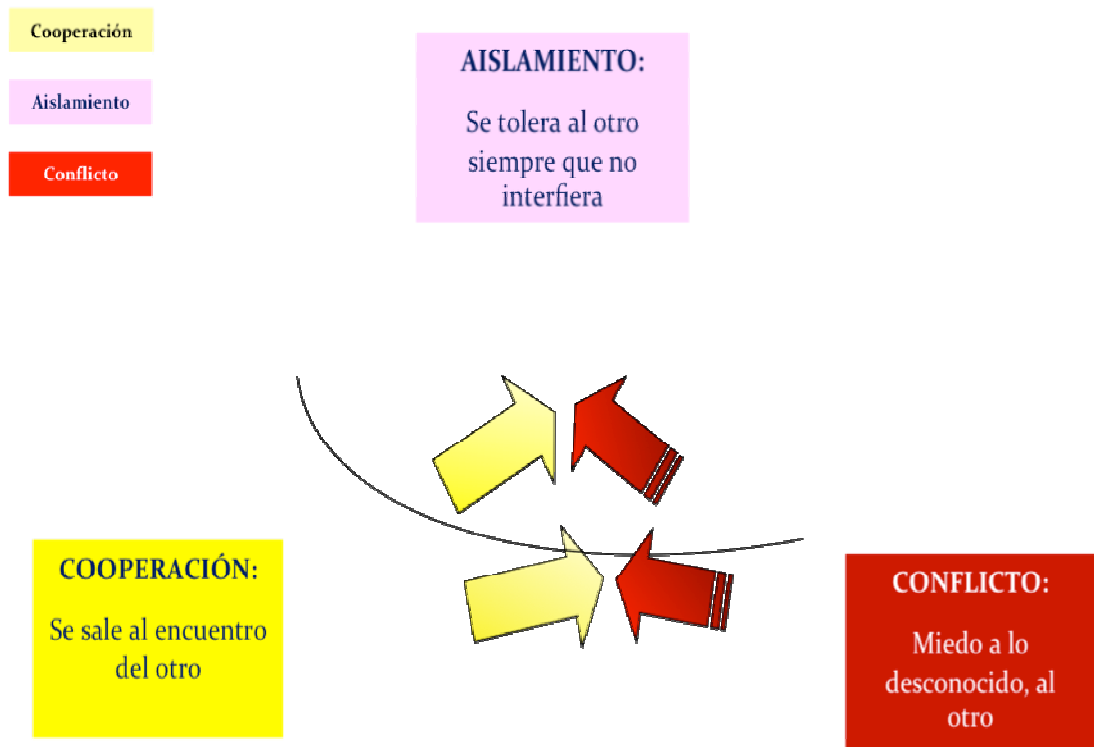 Cooperación
Aislamiento
Conflicto
AISLAMIENTO:
Se tolera al otro
siempre que no
interfiera
COOPERACIÓN:
Se sale al encuentro
del otro
CONFLICTO:
Miedo a lo
desconocido, al
otro